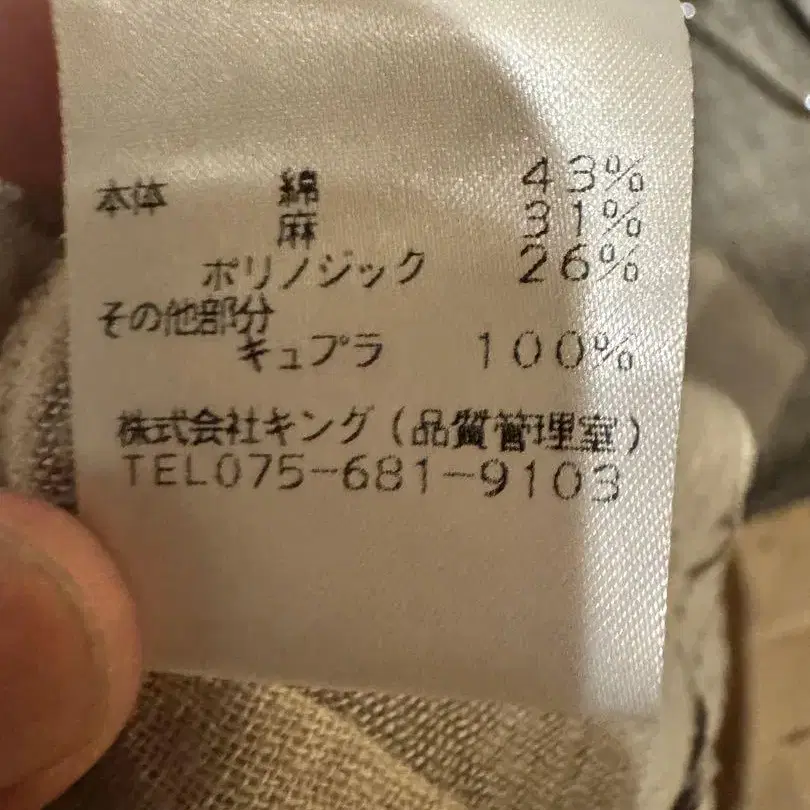 本体 綿 43%
麻 31%
ポリノジック 26%
その他部分
キュプラ 100%
株式会社キング(品質管理室)
TEL075-681-9103